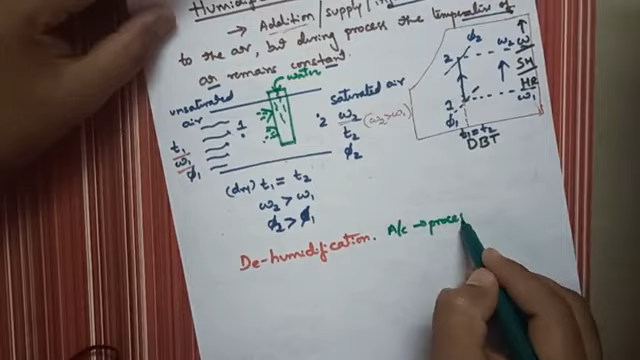 Humidif
→ Addition/supply/
to the air, but during process the temperature of
air remains constant.
water
unsaturated
air
t₁
ω₁
ϕ₁
1
saturated air
2
ω₂
t₂
ϕ₂
(ω₂>ω₁)
(dry) t₁ = t₂
ω₂ > ω₁
ϕ₂ > ϕ₁
ϕ₂
2
ω₂
ω
SH
HR
ω₁
1
ϕ₁
t₁=t₂
DBT
De-humidification. A/c → proces